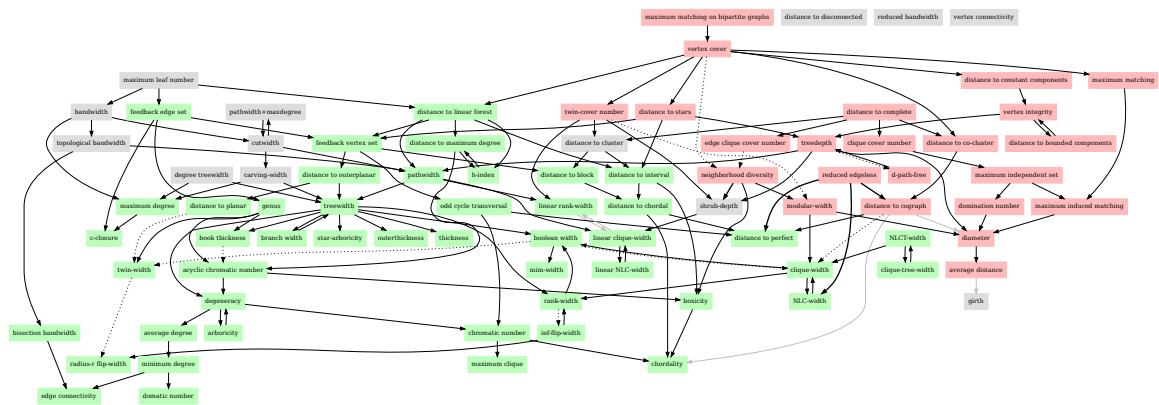 maximum matching on bipartite graphs
distance to disconnected
reduced bandwidth
vertex connectivity
vertex cover
maximum leaf number
distance to constant components
maximum matching
bandwidth
feedback edge set
pathwidth+maxdegree
distance to linear forest
twin-cover number
distance to stars
distance to complete
vertex integrity
topological bandwidth
cutwidth
feedback vertex set
distance to maximum degree
distance to cluster
edge clique cover number
treedepth
clique cover number
distance to co-cluster
distance to bounded components
degree treewidth
carving-width
distance to outerplanar
pathwidth
h-index
distance to block
distance to interval
neighborhood diversity
reduced edgeless
d-path-free
maximum independent set
maximum degree
distance to planar
genus
treewidth
odd cycle transversal
linear rank-width
distance to chordal
shrub-depth
modular-width
distance to cograph
domination number
maximum induced matching
c-closure
book thickness
branch width
star-arboricity
outerthickness
thickness
boolean width
linear clique-width
distance to perfect
NLCT-width
diameter
twin-width
acyclic chromatic number
mim-width
linear NLC-width
clique-width
clique-tree-width
average distance
degeneracy
rank-width
boxicity
NLC-width
girth
bisection bandwidth
average degree
arboricity
chromatic number
inf-flip-width
radius-r flip-width
minimum degree
maximum clique
chordality
edge connectivity
domatic number